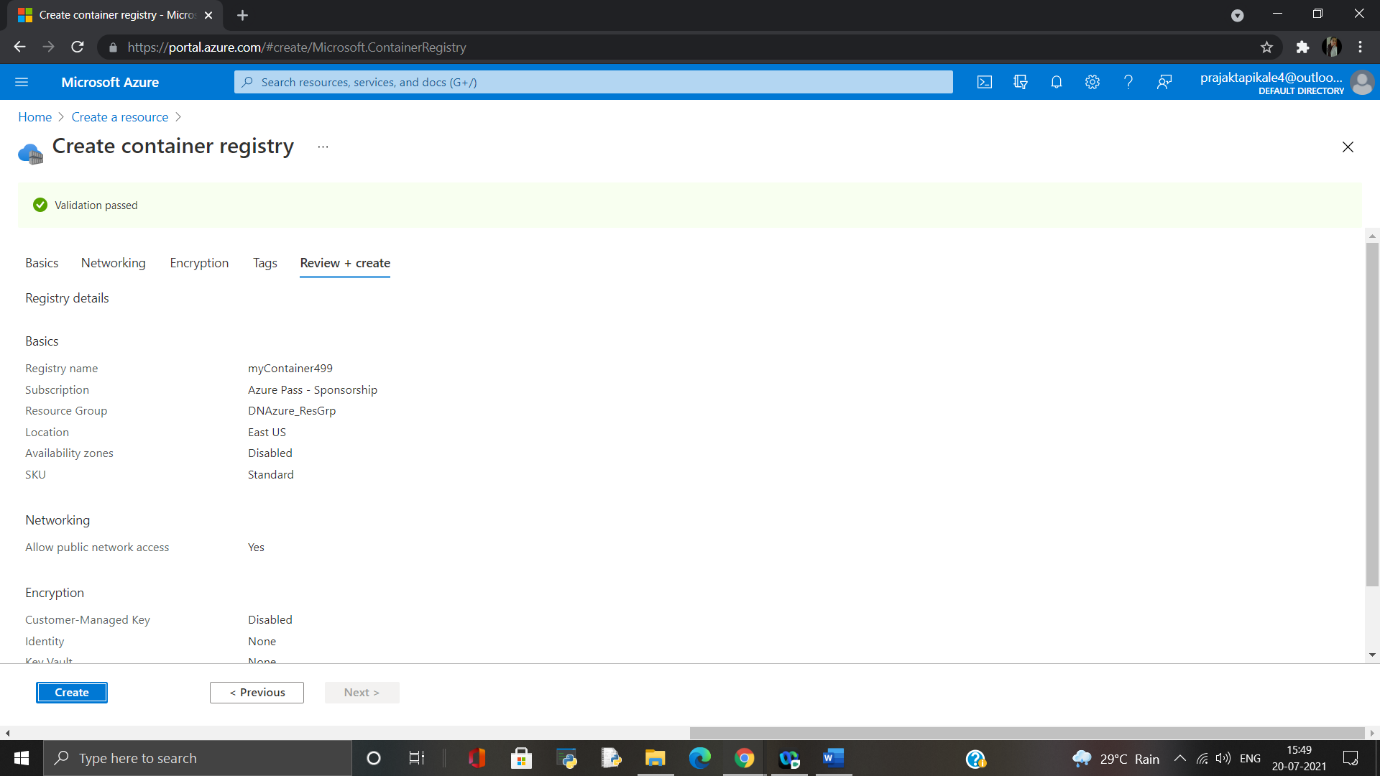 Create container registry - Micro
https://portal.azure.com/#create/Microsoft.ContainerRegistry
Microsoft Azure
Search resources, services, and docs (G+/)
prajaktapikale4@outloo...
DEFAULT DIRECTORY
Home > Create a resource >
Create container registry ...
Validation passed
Basics Networking Encryption Tags Review + create
Registry details
Basics
Registry name myContainer499
Subscription Azure Pass - Sponsorship
Resource Group DNAzure_ResGrp
Location East US
Availability zones Disabled
SKU Standard
Networking
Allow public network access Yes
Encryption
Customer-Managed Key Disabled
Identity None
Key Vault None
Create < Previous Next >
Type here to search
29°C Rain
ENG
15:49
20-07-2021